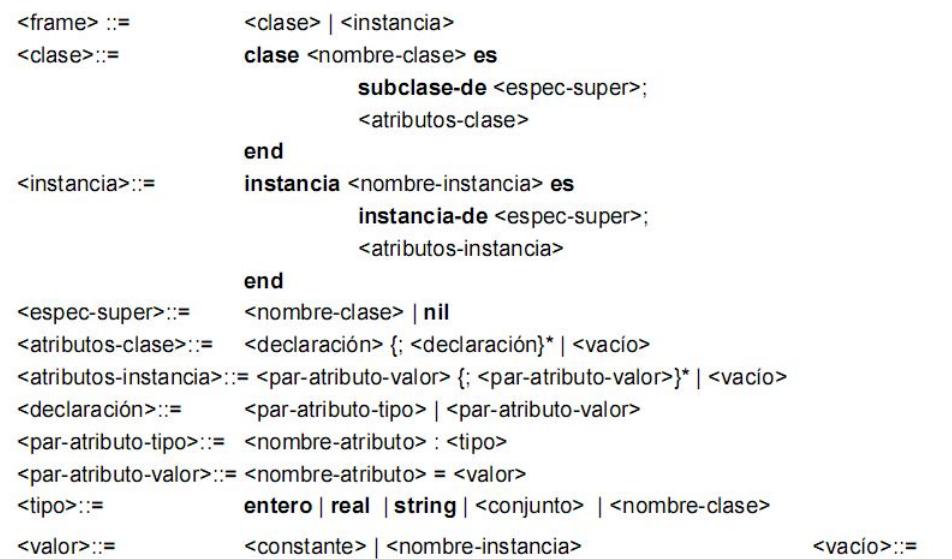 <frame> ::= <clase> | <instancia>
<clase>::= clase <nombre-clase> es
subclase-de <espec-super>;
<atributos-clase>
end
<instancia>::= instancia <nombre-instancia> es
instancia-de <espec-super>;
<atributos-instancia>
end
<espec-super>::= <nombre-clase> | nil
<atributos-clase>::= <declaración> {; <declaración}* | <vacío>
<atributos-instancia>::= <par-atributo-valor> {; <par-atributo-valor>}* | <vacío>
<declaración>::= <par-atributo-tipo> | <par-atributo-valor>
<par-atributo-tipo>::= <nombre-atributo> : <tipo>
<par-atributo-valor>::= <nombre-atributo> = <valor>
<tipo>::= entero | real | string | <conjunto> | <nombre-clase>
<valor>::= <constante> | <nombre-instancia> <vacío>::=